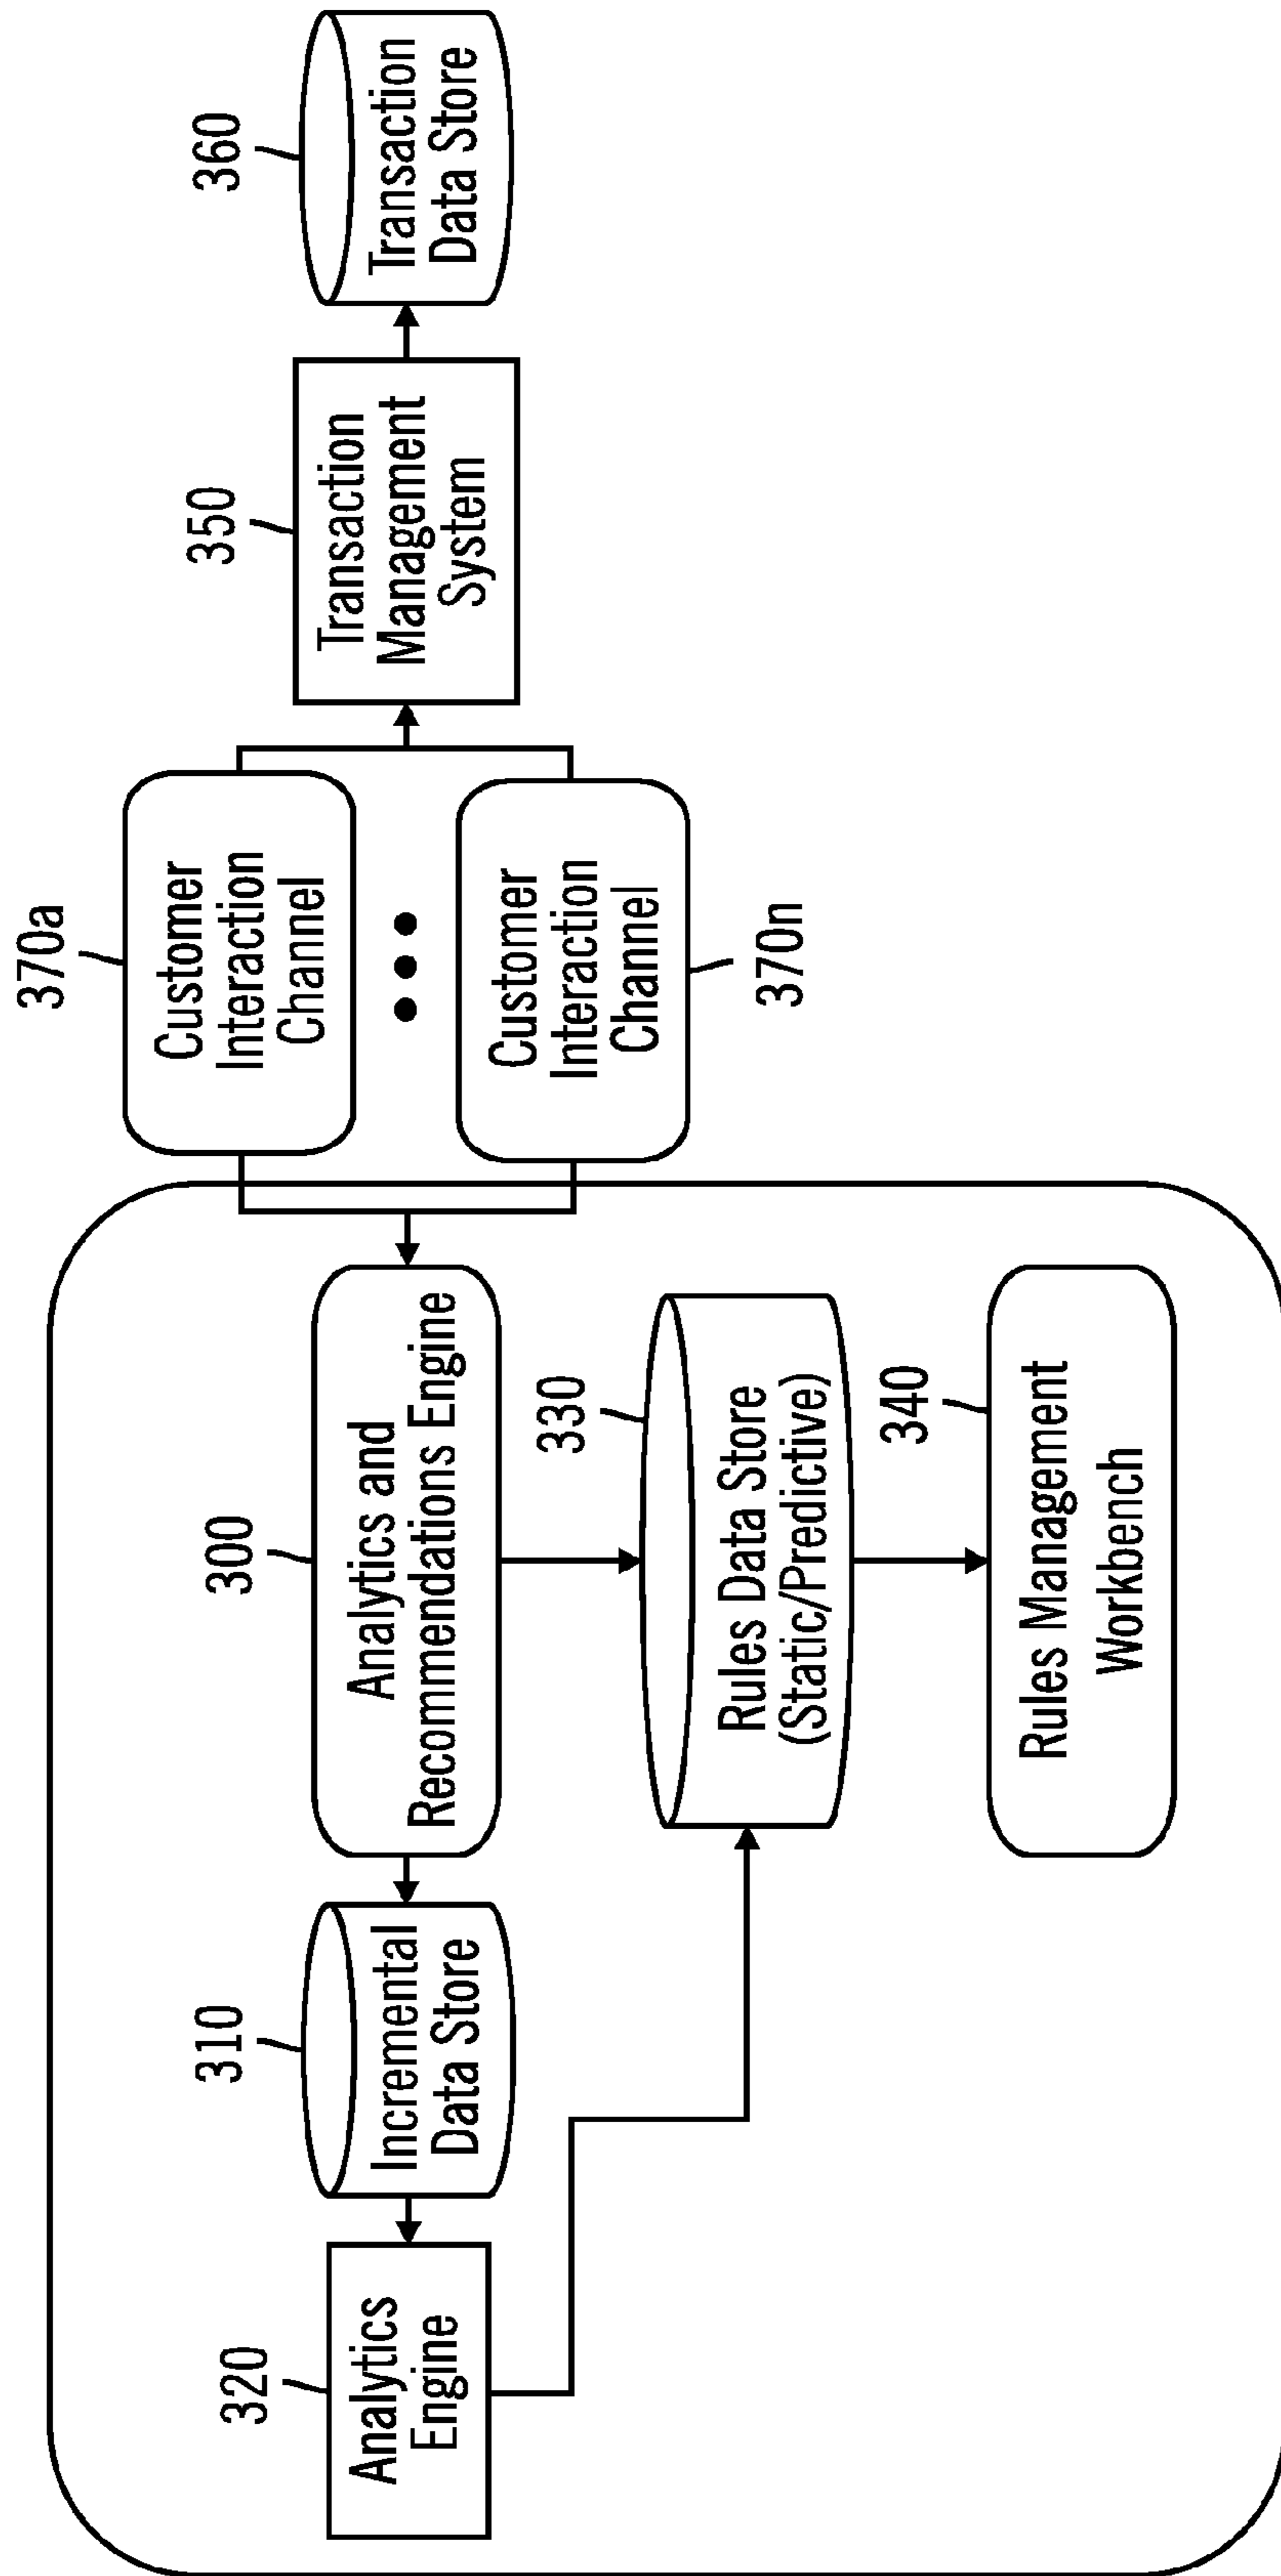 320
Analytics
Engine
310
Incremental
Data Store
300
Analytics and
Recommendations Engine
330
Rules Data Store
(Static/Predictive)
340
Rules Management
Workbench
370a
Customer
Interaction
Channel
Customer
Interaction
Channel
370n
350
Transaction
Management
System
360
Transaction
Data Store